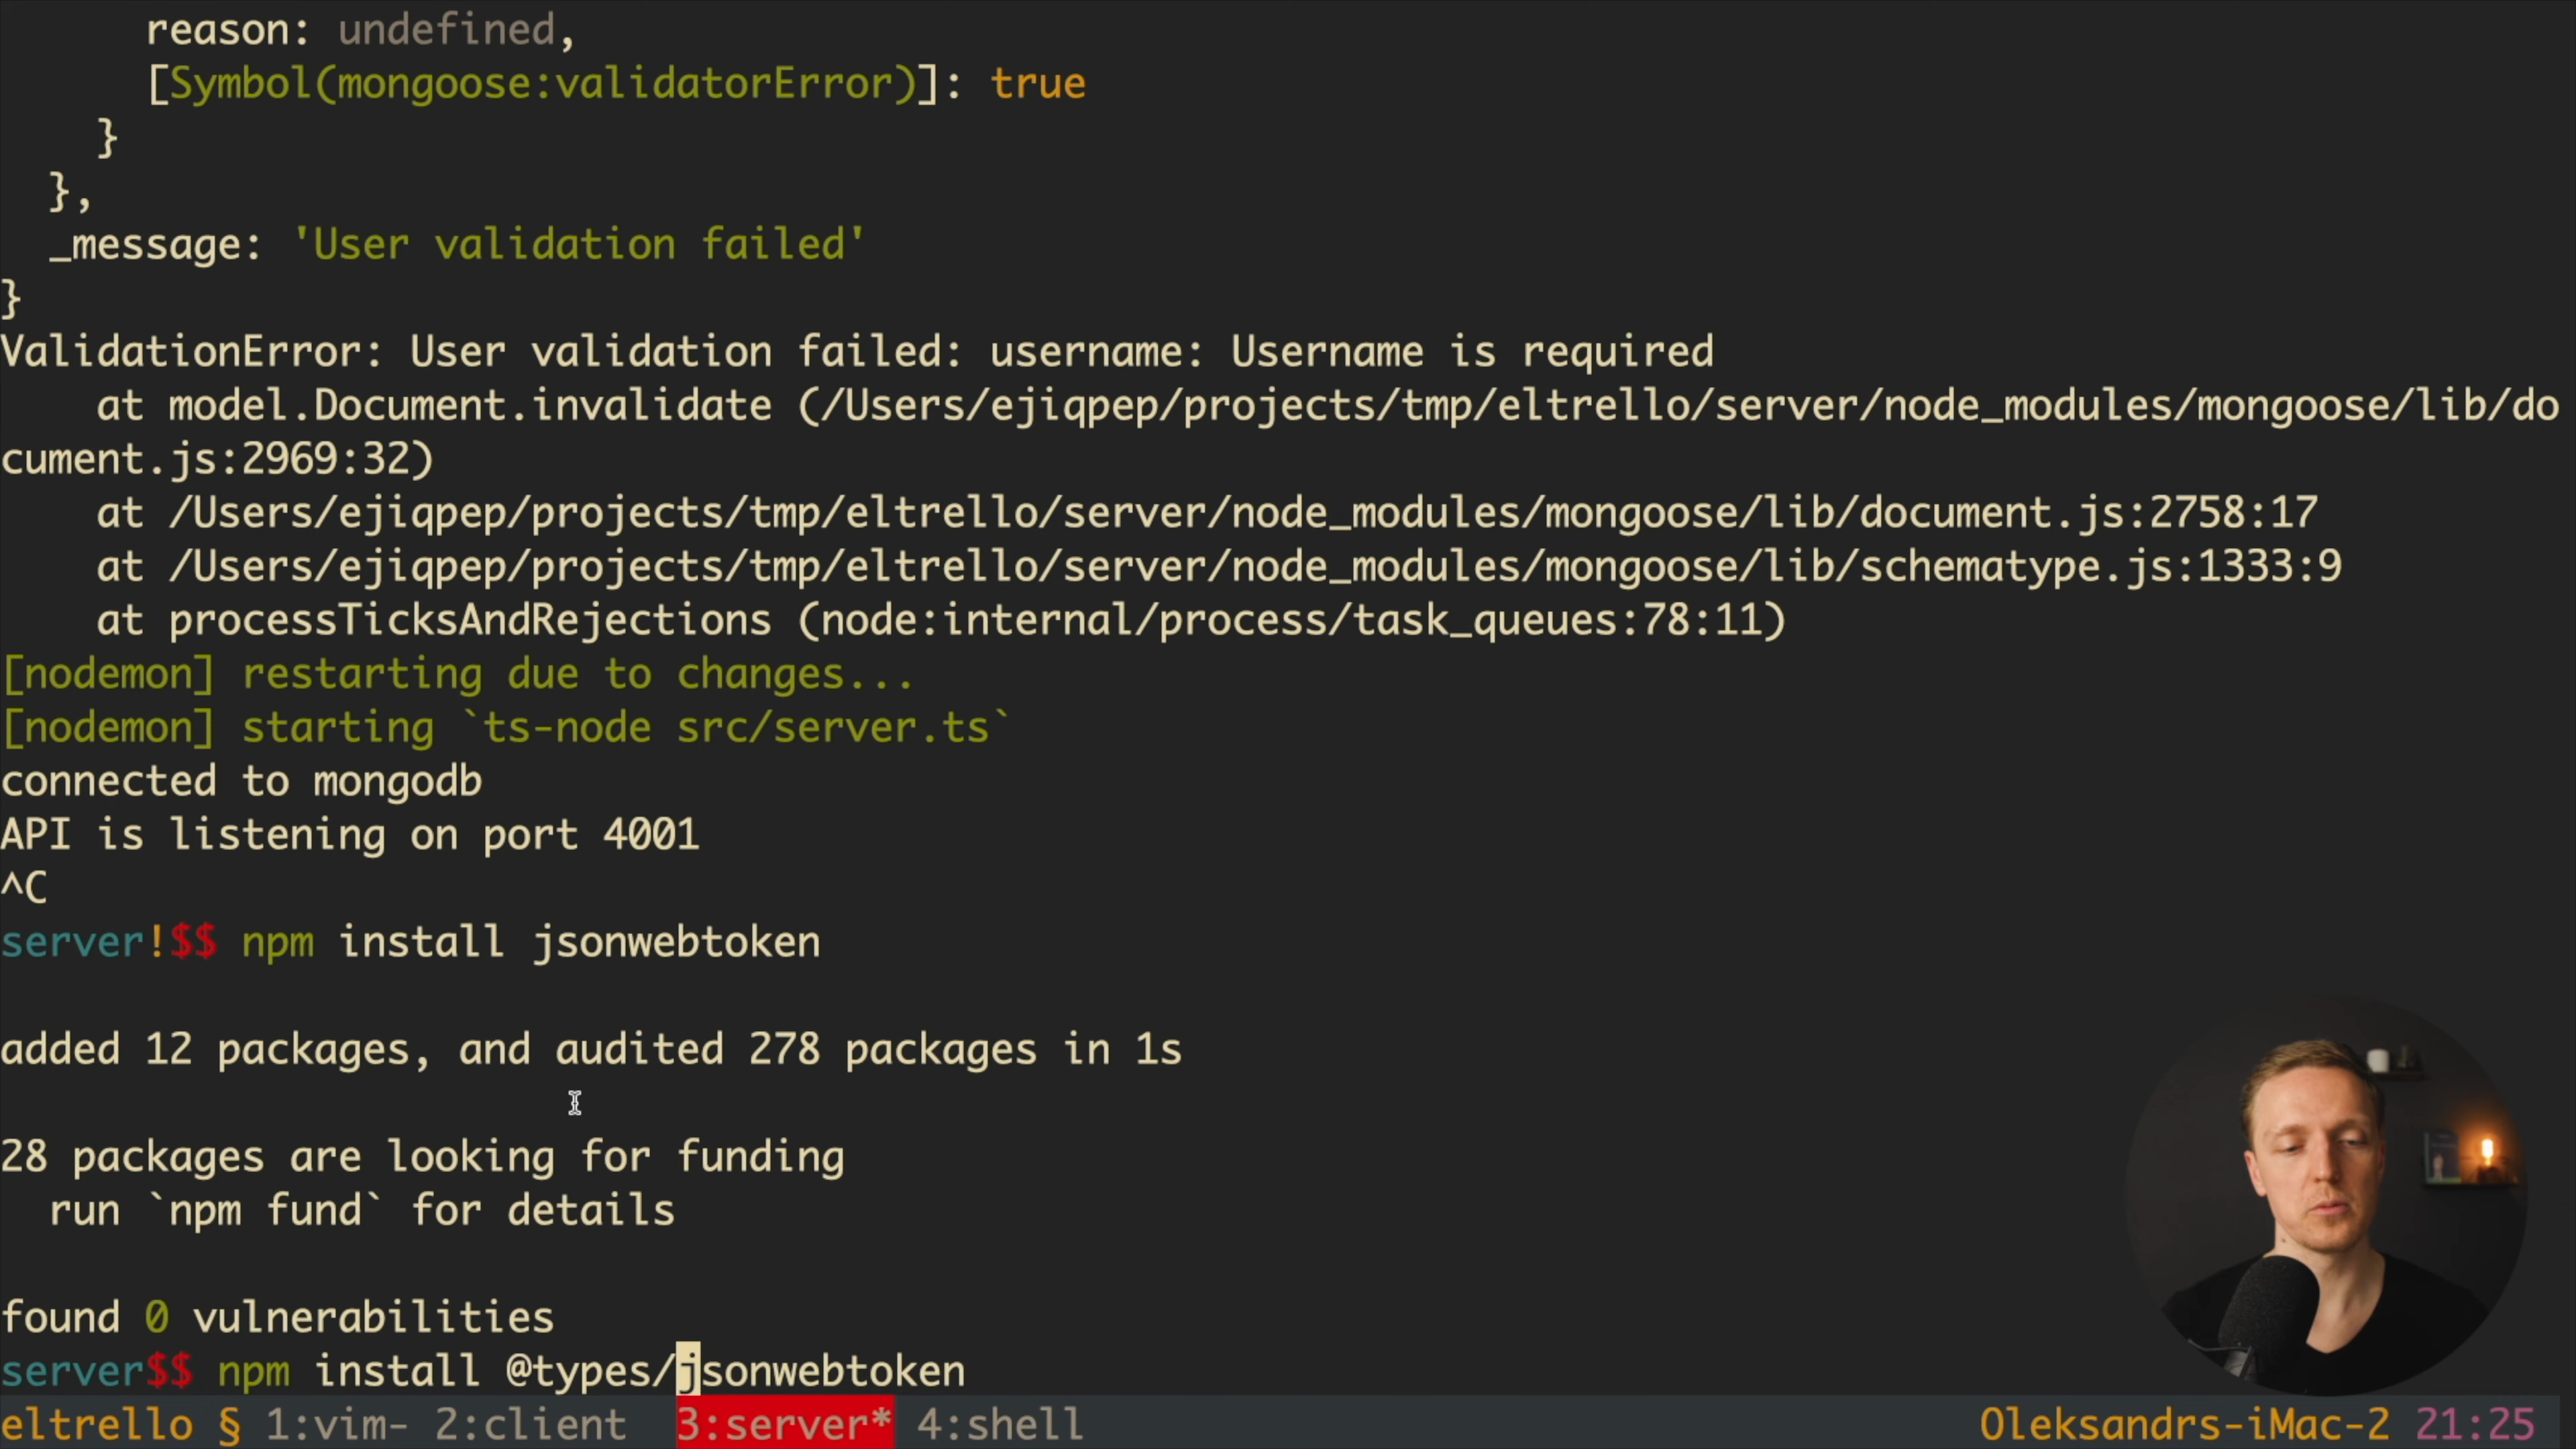 reason: undefined,
[Symbol(mongoose:validatorError)]: true
}
},
_message: 'User validation failed'
}
ValidationError: User validation failed: username: Username is required
at model.Document.invalidate (/Users/ejiqpep/projects/tmp/eltrello/server/node_modules/mongoose/lib/do
cument.js:2969:32)
at /Users/ejiqpep/projects/tmp/eltrello/server/node_modules/mongoose/lib/document.js:2758:17
at /Users/ejiqpep/projects/tmp/eltrello/server/node_modules/mongoose/lib/schematype.js:1333:9
at processTicksAndRejections (node:internal/process/task_queues:78:11)
[nodemon] restarting due to changes...
[nodemon] starting `ts-node src/server.ts`
connected to mongodb
API is listening on port 4001
^C
server!$$ npm install jsonwebtoken
added 12 packages, and audited 278 packages in 1s
28 packages are looking for funding
run `npm fund` for details
found 0 vulnerabilities
server$$ npm install @types/jsonwebtoken
eltrello § 1:vim- 2:client 3:server* 4:shell Oleksandrs-iMac-2 21:25